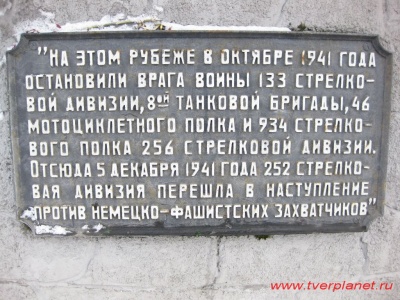 "НА ЭТОМ РУБЕЖЕ В ОКТЯБРЕ 1941 ГОДА
ОСТАНОВИЛИ ВРАГА ВОИНЫ 133 СТРЕЛКО-
ВОЙ ДИВИЗИИ, 8ОЙ ТАНКОВОЙ БРИГАДЫ, 46
МОТОЦИКЛЕТНОГО ПОЛКА И 934 СТРЕЛКО-
ВОГО ПОЛКА 256 СТРЕЛКОВОЙ ДИВИЗИИ.
ОТСЮДА 5 ДЕКАБРЯ 1941 ГОДА 252 СТРЕЛКО-
ВАЯ ДИВИЗИЯ ПЕРЕШЛА В НАСТУПЛЕНИЕ
ПРОТИВ НЕМЕЦКО-ФАШИСТСКИХ ЗАХВАТЧИКОВ"
www.tverplanet.ru